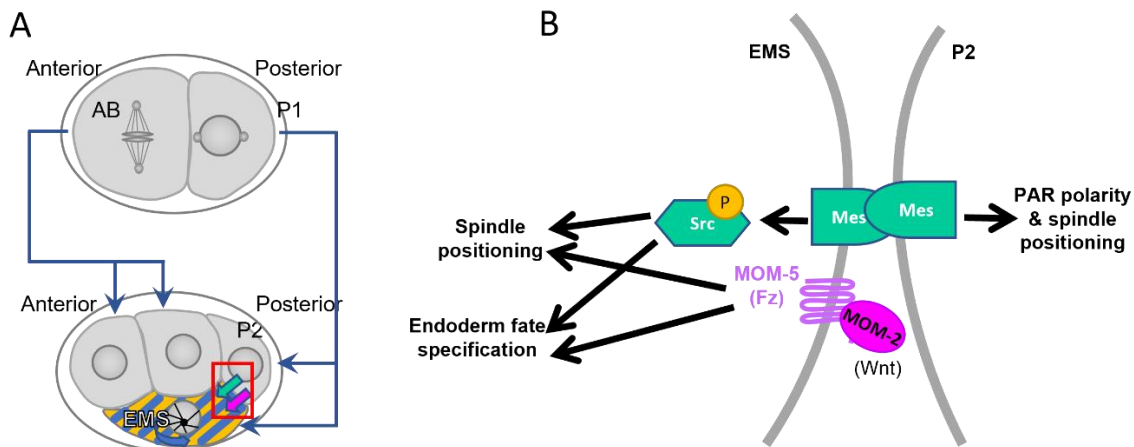 A
Anterior
Posterior
AB
P1
Anterior
Posterior
P2
EMS
B
EMS
P2
P
Src
Mes
Mes
PAR polarity
& spindle
positioning
Spindle
positioning
MOM-5
(Fz)
Endoderm fate
specification
MOM-2
(Wnt)